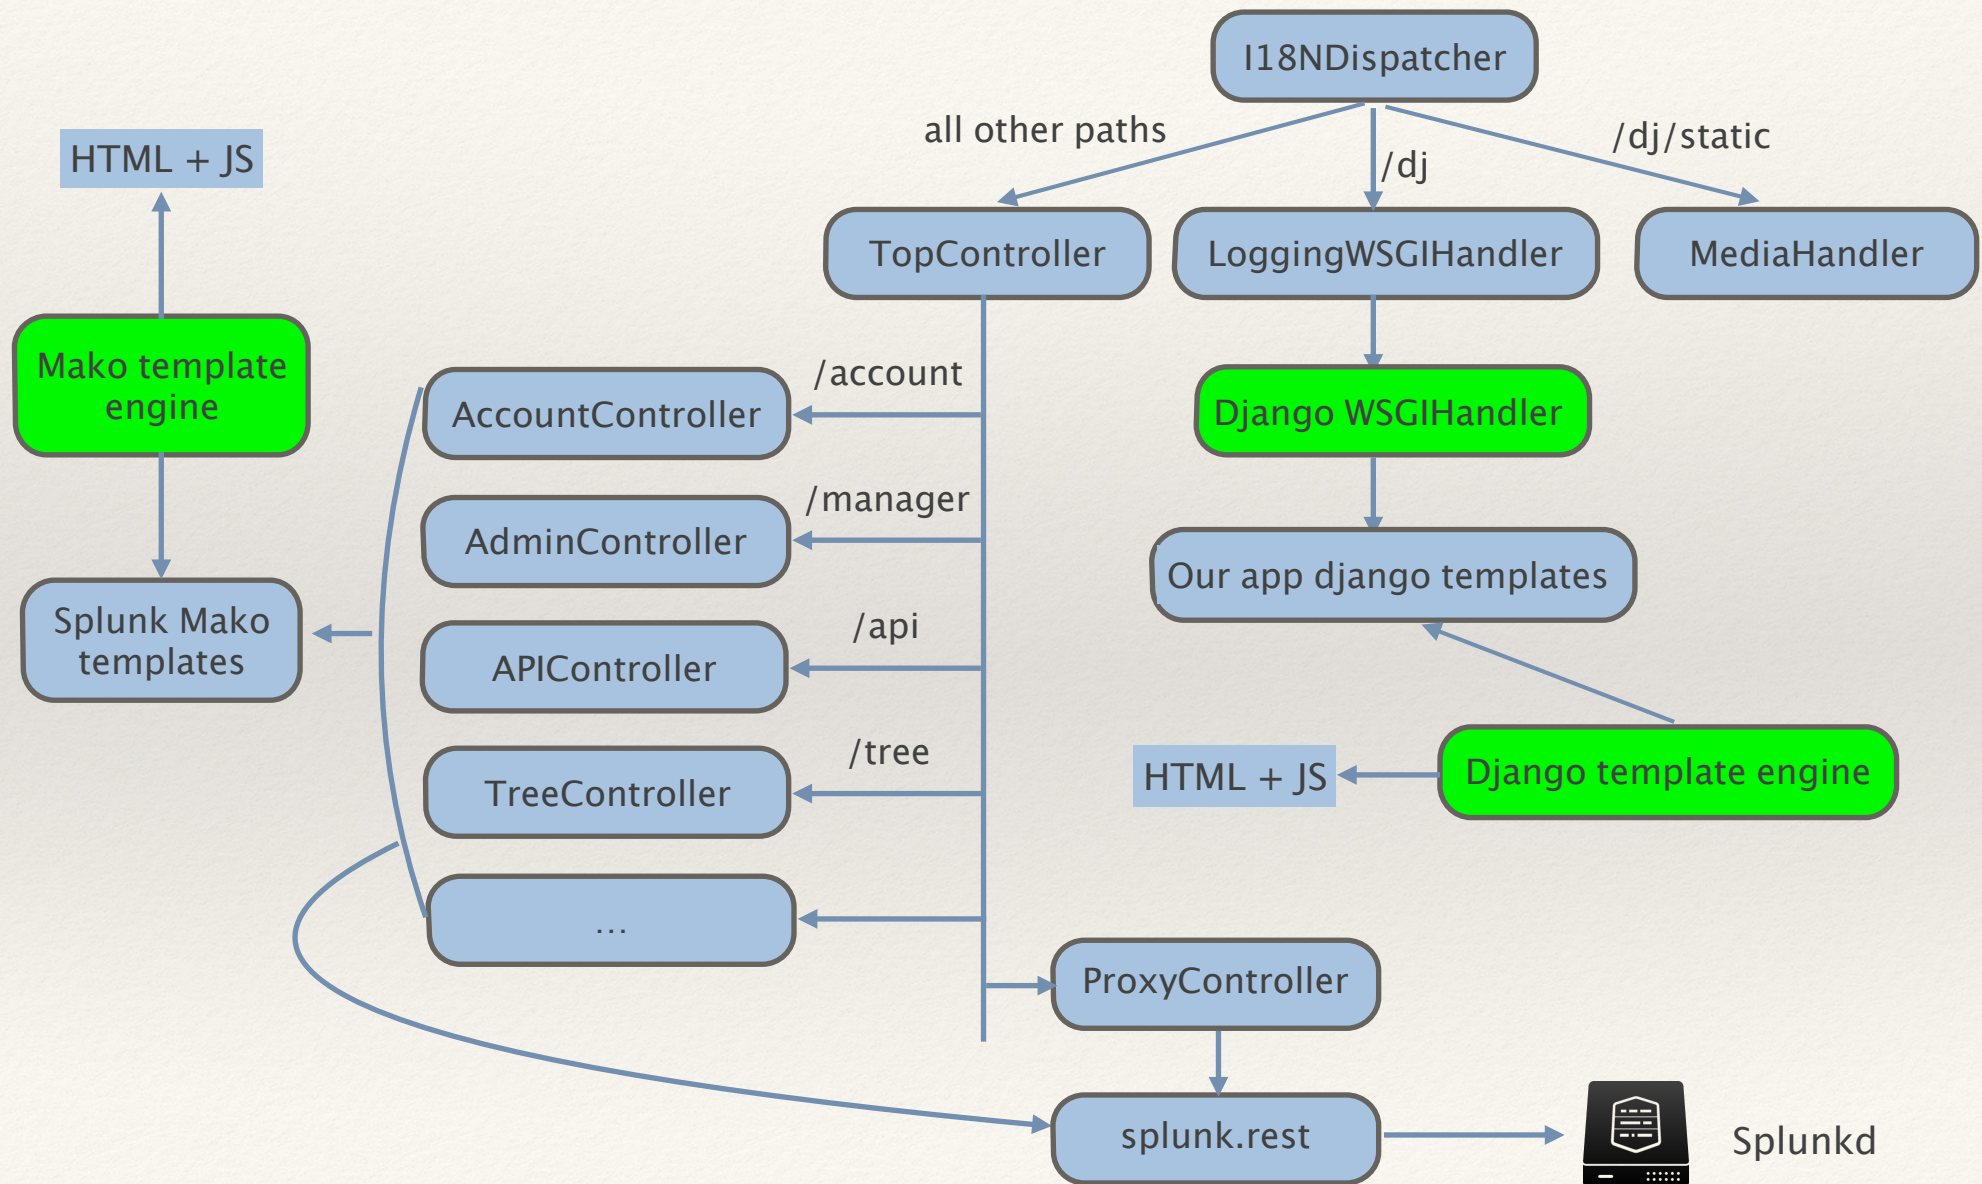 I18NDispatcher
all other paths
/dj
/dj/static
HTML + JS
TopController
LoggingWSGIHandler
MediaHandler
Mako template
engine
/account
AccountController
Django WSGIHandler
/manager
AdminController
Our app django templates
Splunk Mako
templates
/api
APIController
/tree
TreeController
HTML + JS
Django template engine
...
ProxyController
splunk.rest
Splunkd